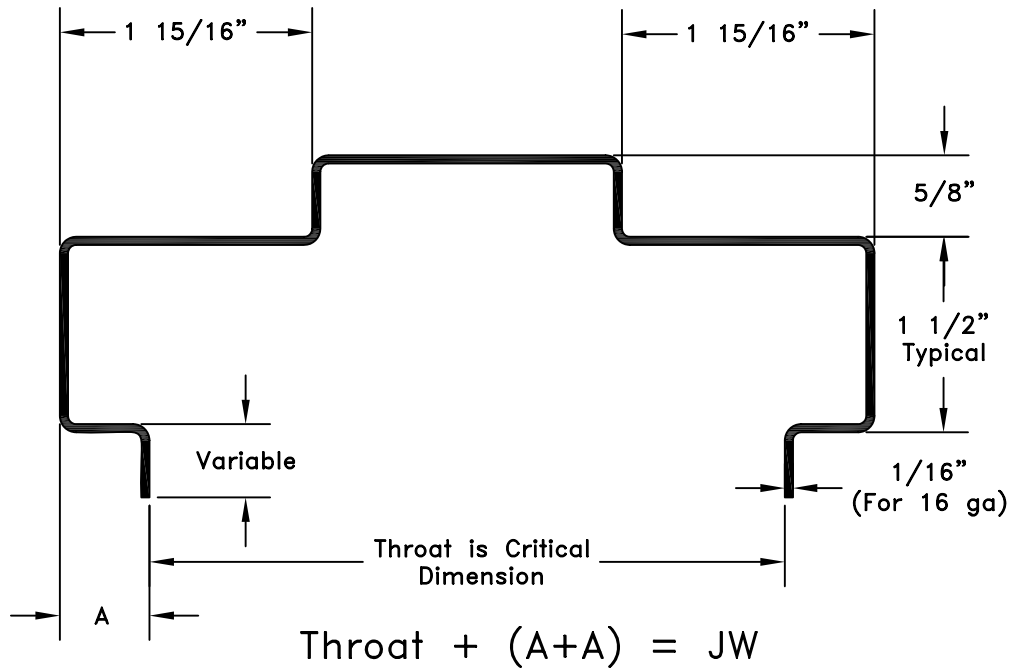 1 15/16”
1 15/16”
5/8”
1 1/2”
Typical
Variable
1/16”
(For 16 ga)
Throat is Critical
Dimension
A
Throat + (A+A) = JW